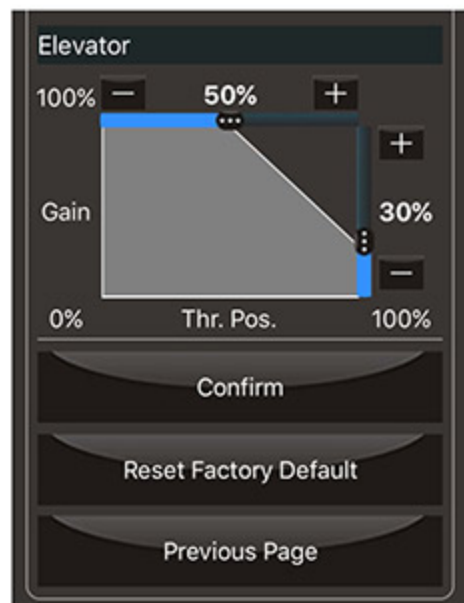 Elevator
100% − 50% +
+
Gain 30%
−
0% Thr. Pos. 100%
Confirm
Reset Factory Default
Previous Page